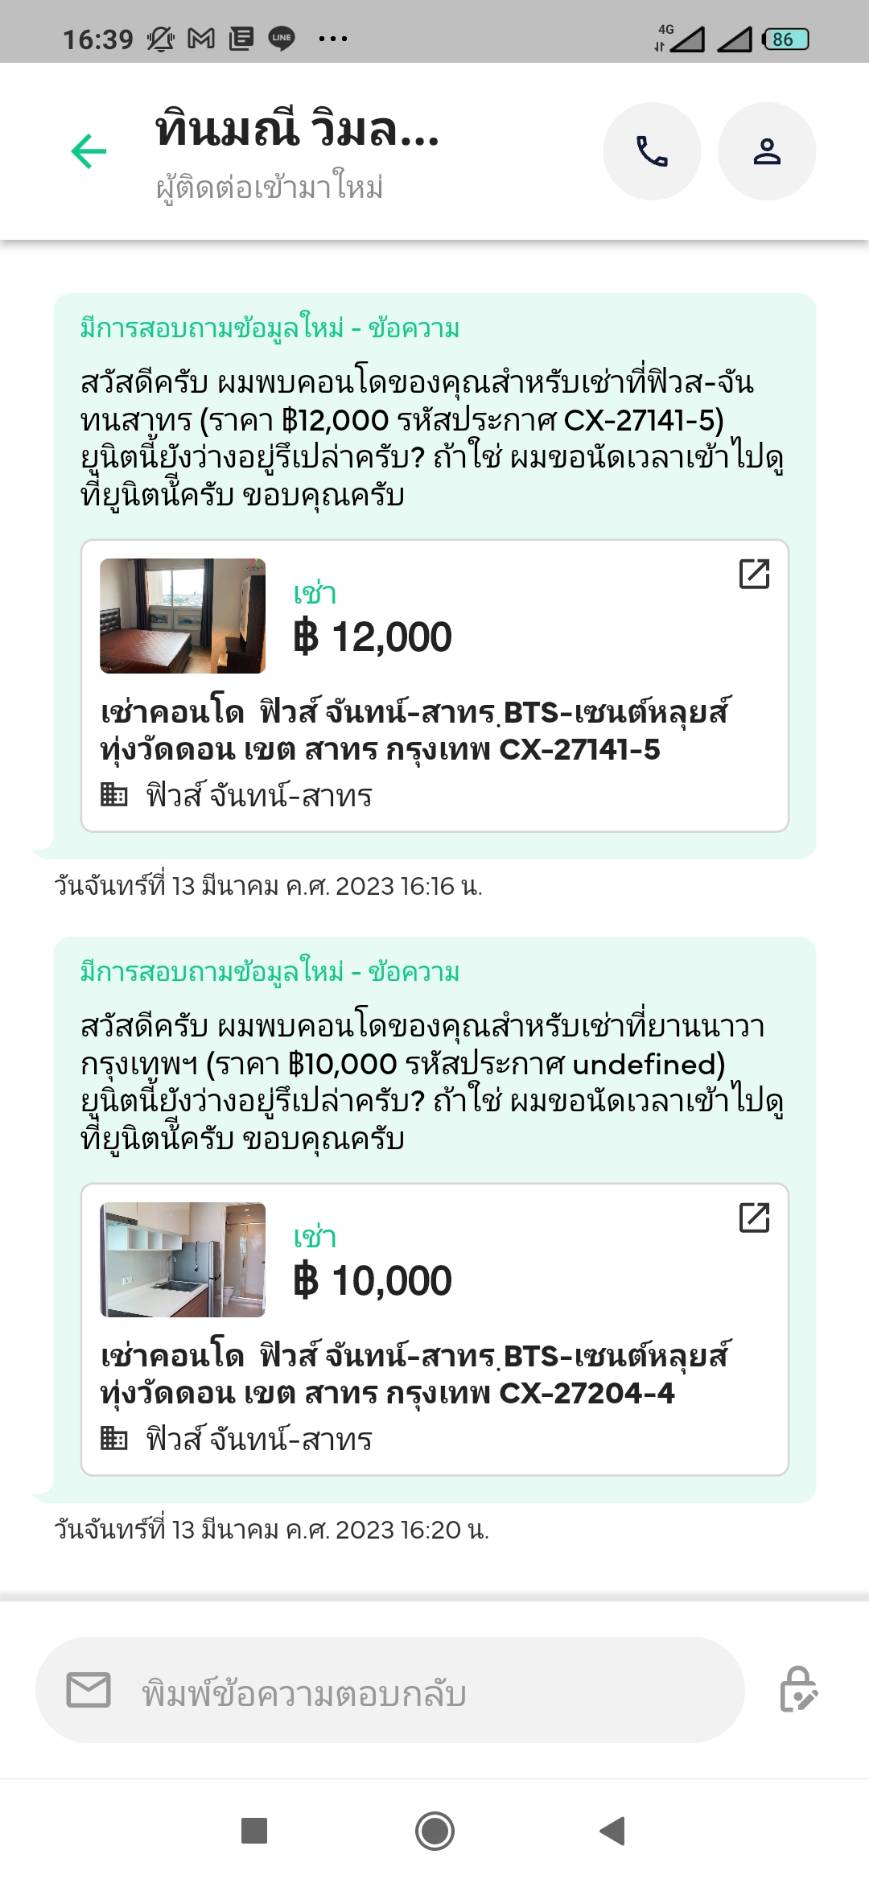 16:39
LINE
4G
86
ทินมณี วิมล...
ผู้ติดต่อเข้ามาใหม่
มีการสอบถามข้อมูลใหม่ - ข้อความ
สวัสดีครับ ผมพบคอนโดของคุณสำหรับเช่าที่ฟิวส-จัน
ทนสาทร (ราคา ฿12,000 รหัสประกาศ CX-27141-5)
ยูนิตนี้ยังว่างอยู่รึเปล่าครับ? ถ้าใช่ ผมขอนัดเวลาเข้าไปดู
ที่ยูนิตนี้ครับ ขอบคุณครับ
เช่า
฿ 12,000
เช่าคอนโด ฟิวส์ จันทน์-สาทร ฺBTS-เซนต์หลุยส์
ทุ่งวัดดอน เขต สาทร กรุงเทพ CX-27141-5
ฟิวส์ จันทน์-สาทร
วันจันทร์ที่ 13 มีนาคม ค.ศ. 2023 16:16 น.
มีการสอบถามข้อมูลใหม่ - ข้อความ
สวัสดีครับ ผมพบคอนโดของคุณสำหรับเช่าที่ยานนาวา
กรุงเทพฯ (ราคา ฿10,000 รหัสประกาศ undefined)
ยูนิตนี้ยังว่างอยู่รึเปล่าครับ? ถ้าใช่ ผมขอนัดเวลาเข้าไปดู
ที่ยูนิตนี้ครับ ขอบคุณครับ
เช่า
฿ 10,000
เช่าคอนโด ฟิวส์ จันทน์-สาทร ฺBTS-เซนต์หลุยส์
ทุ่งวัดดอน เขต สาทร กรุงเทพ CX-27204-4
ฟิวส์ จันทน์-สาทร
วันจันทร์ที่ 13 มีนาคม ค.ศ. 2023 16:20 น.
พิมพ์ข้อความตอบกลับ